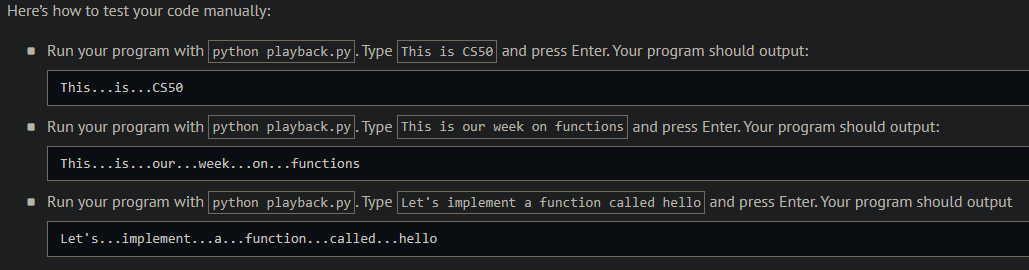 Here’s how to test your code manually:
Run your program with python playback.py. Type This is CS50 and press Enter. Your program should output:
This...is...CS50
Run your program with python playback.py. Type This is our week on functions and press Enter. Your program should output:
This...is...our...week...on...functions
Run your program with python playback.py. Type Let's implement a function called hello and press Enter. Your program should output
Let's...implement...a...function...called...hello